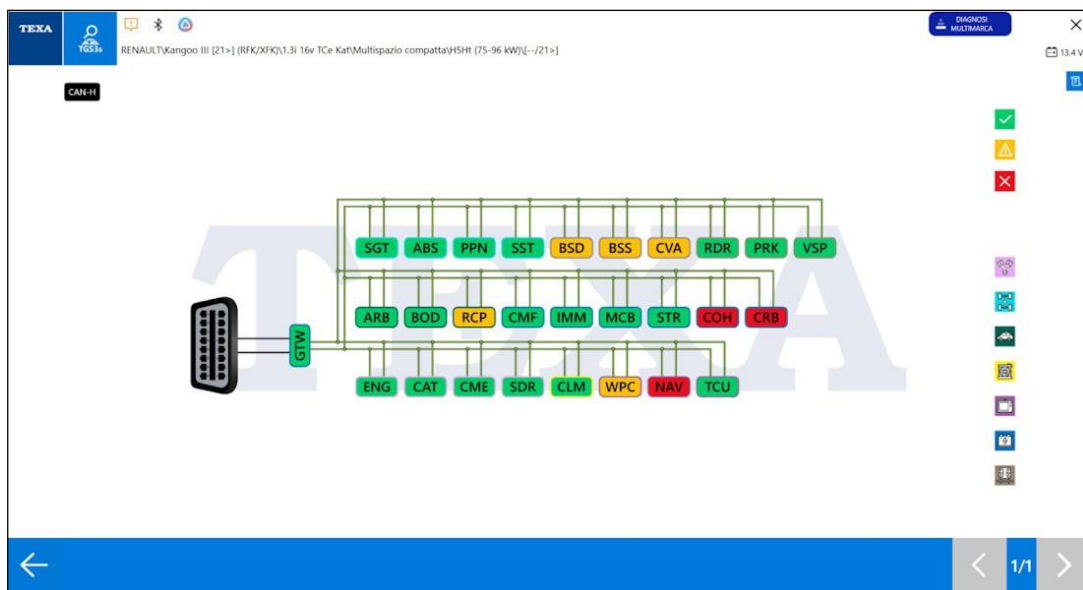 TEXA
TGS3s
DIAGNOSI
MULTIMARCA
RENAULT\Kangoo III [21>] (RFK/XFK)\1.3i 16v TCe Kat\Multispazio compatta\H5Ht (75-96 kW)\[--/21>]
13.4 V
CAN-H
SGT ABS PPN SST BSD BSS CVA RDR PRK VSP
ARB BOD RCP CMF IMM MCB STR COH CRB
GTW
ENG CAT CME SDR CLM WPC NAV TCU
TEXA
1/1